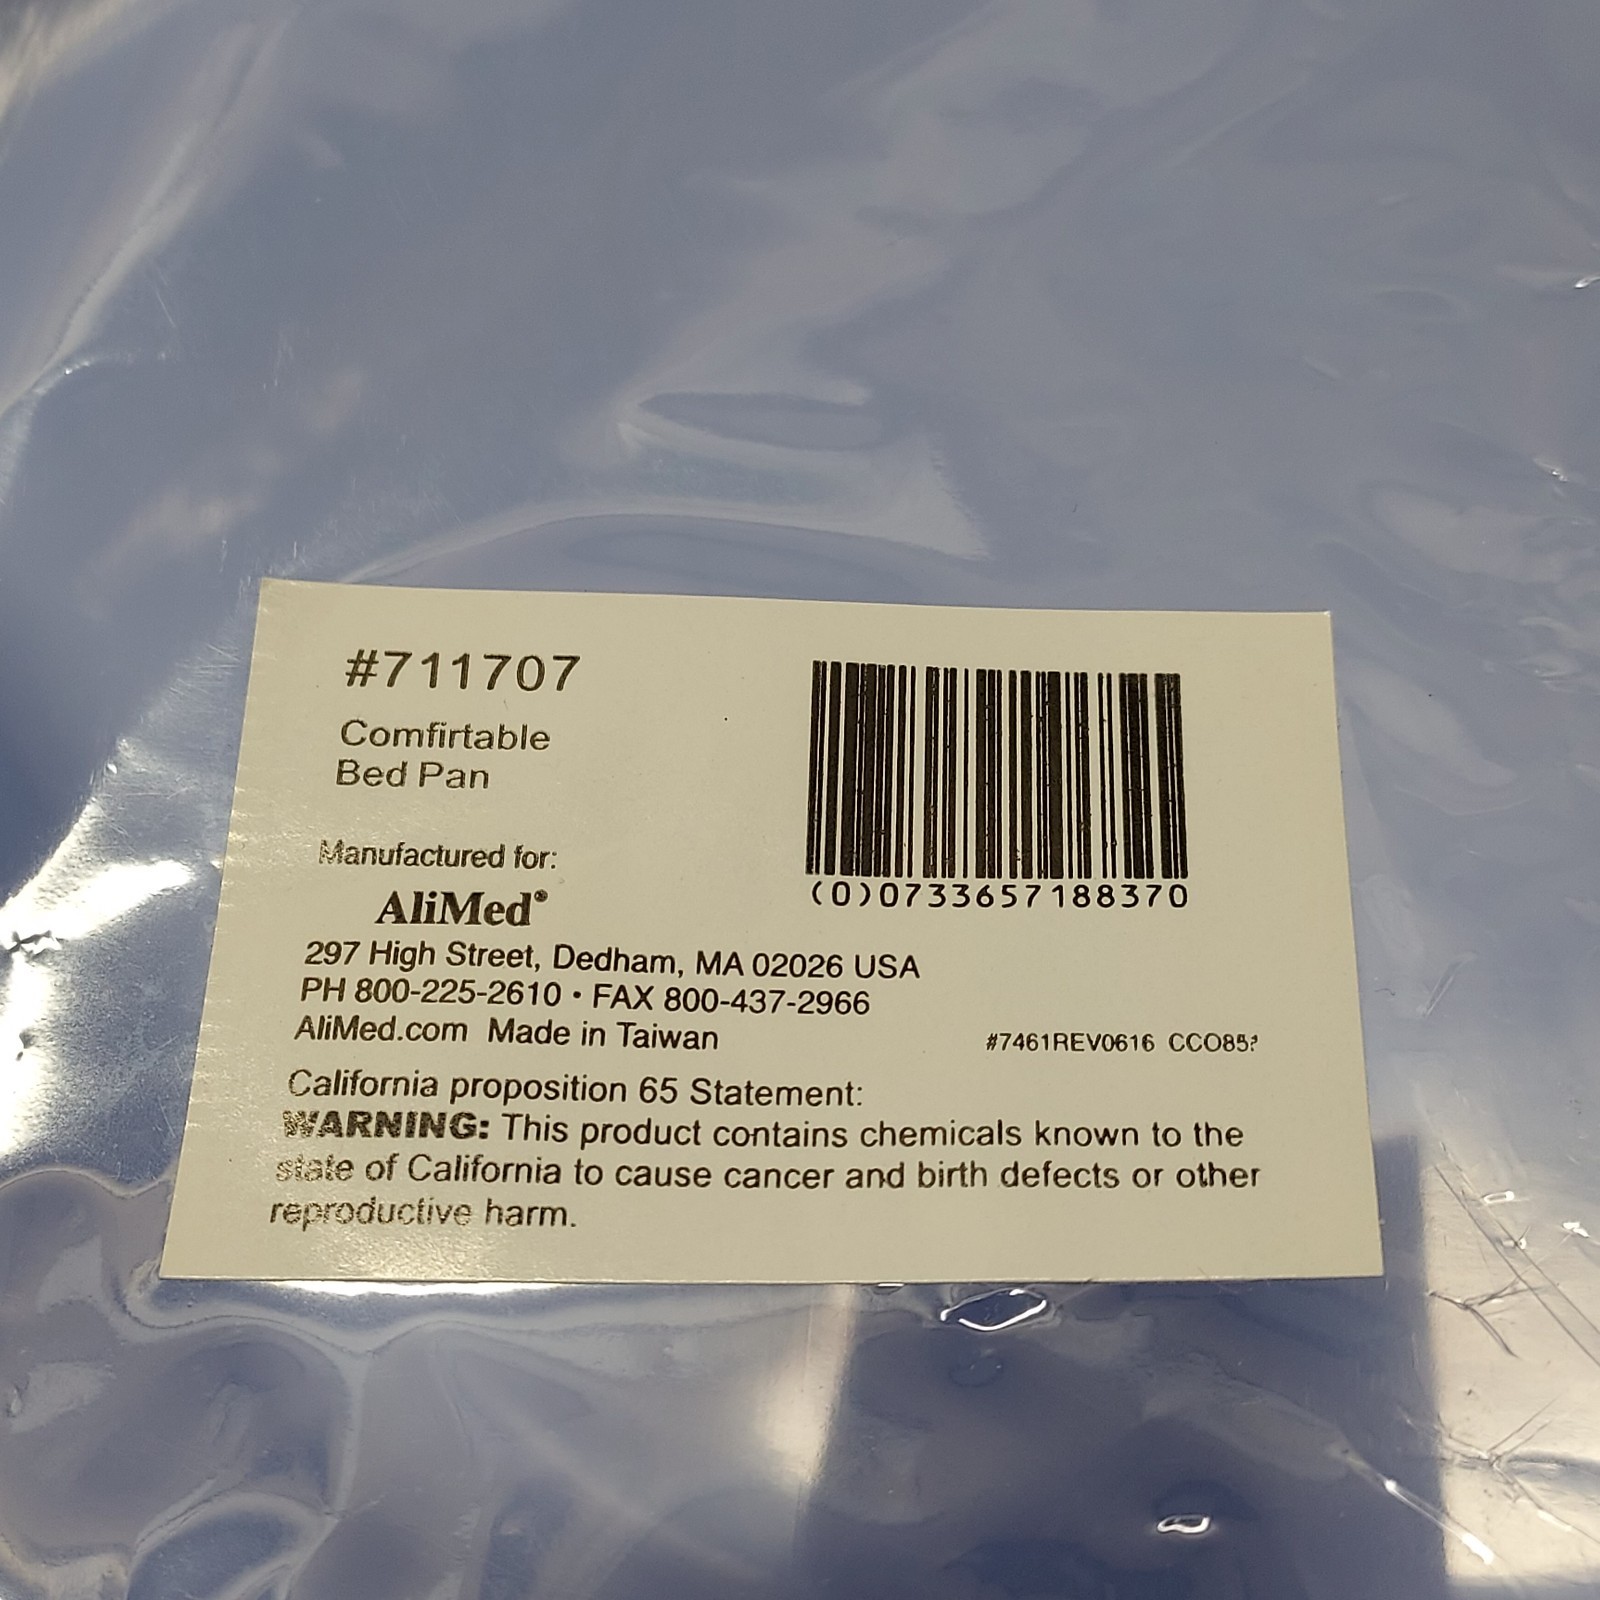 #711707
Comfirtable
Bed Pan
(0)0733657188370
Manufactured for:
AliMed®
297 High Street, Dedham, MA 02026 USA
PH 800-225-2610 • FAX 800-437-2966
AliMed.com Made in Taiwan
#7461REV0616
California proposition 65 Statement:
WARNING: This product contains chemicals known to the
state of California to cause cancer and birth defects or other
reproductive harm.